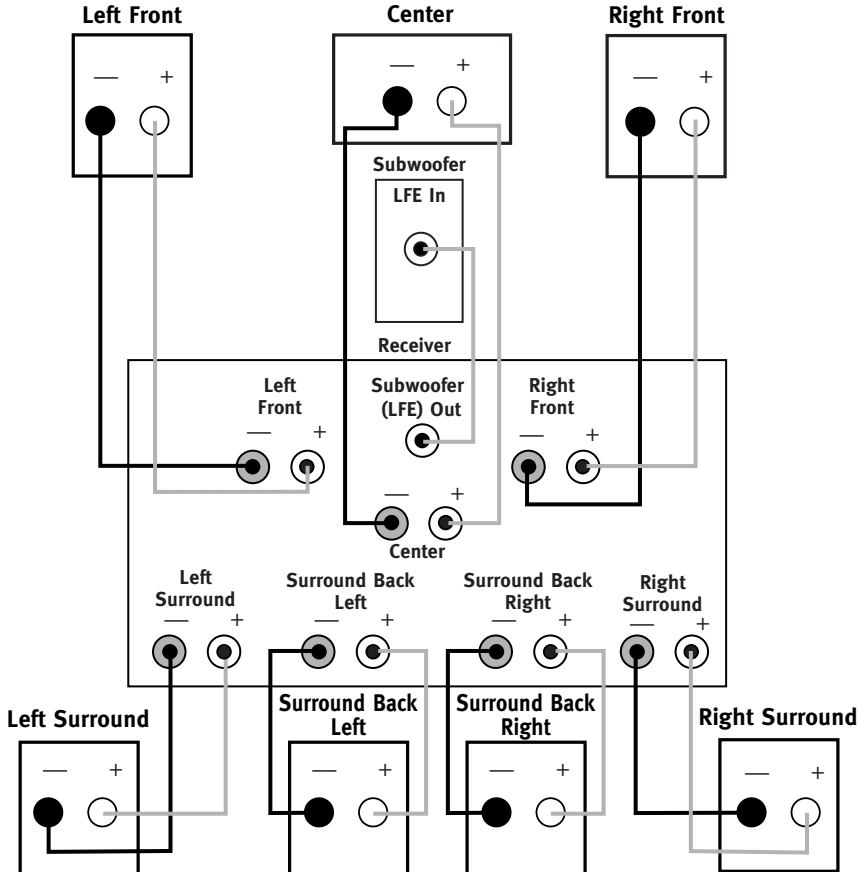 Left Front
Center
Right Front
— +
— +
— +
Subwoofer
LFE In
Receiver
Left
Front
— +
Subwoofer
(LFE) Out
Right
Front
— +
— +
Center
Left
Surround
— +
Surround Back
Left
— +
Surround Back
Right
— +
Right
Surround
— +
Left Surround
Surround Back
Left
Surround Back
Right
Right Surround
— +
— +
— +
— +